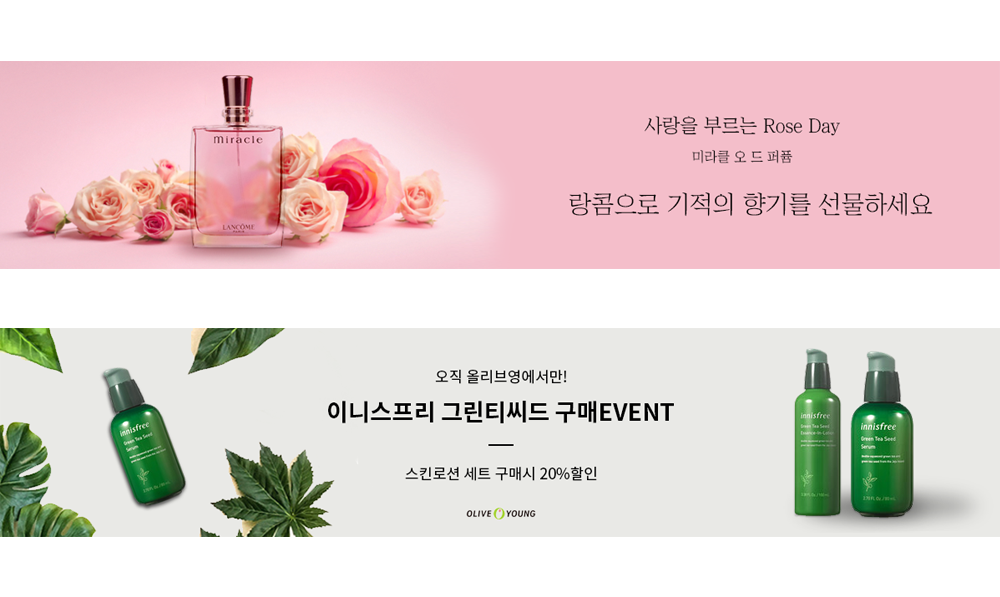 miracle
LANCÔME
PARIS
사랑을 부르는 Rose Day
미라클 오 드 퍼퓸
랑콤으로 기적의 향기를 선물하세요
innisfree
Green Tea Seed
Serum
오직 올리브영에서만!
이니스프리 그린티씨드 구매EVENT
스킨로션 세트 구매시 20%할인
OLIVE YOUNG
innisfree
Green Tea Seed
Essence-In-Lotion
innisfree
Green Tea Seed
Serum